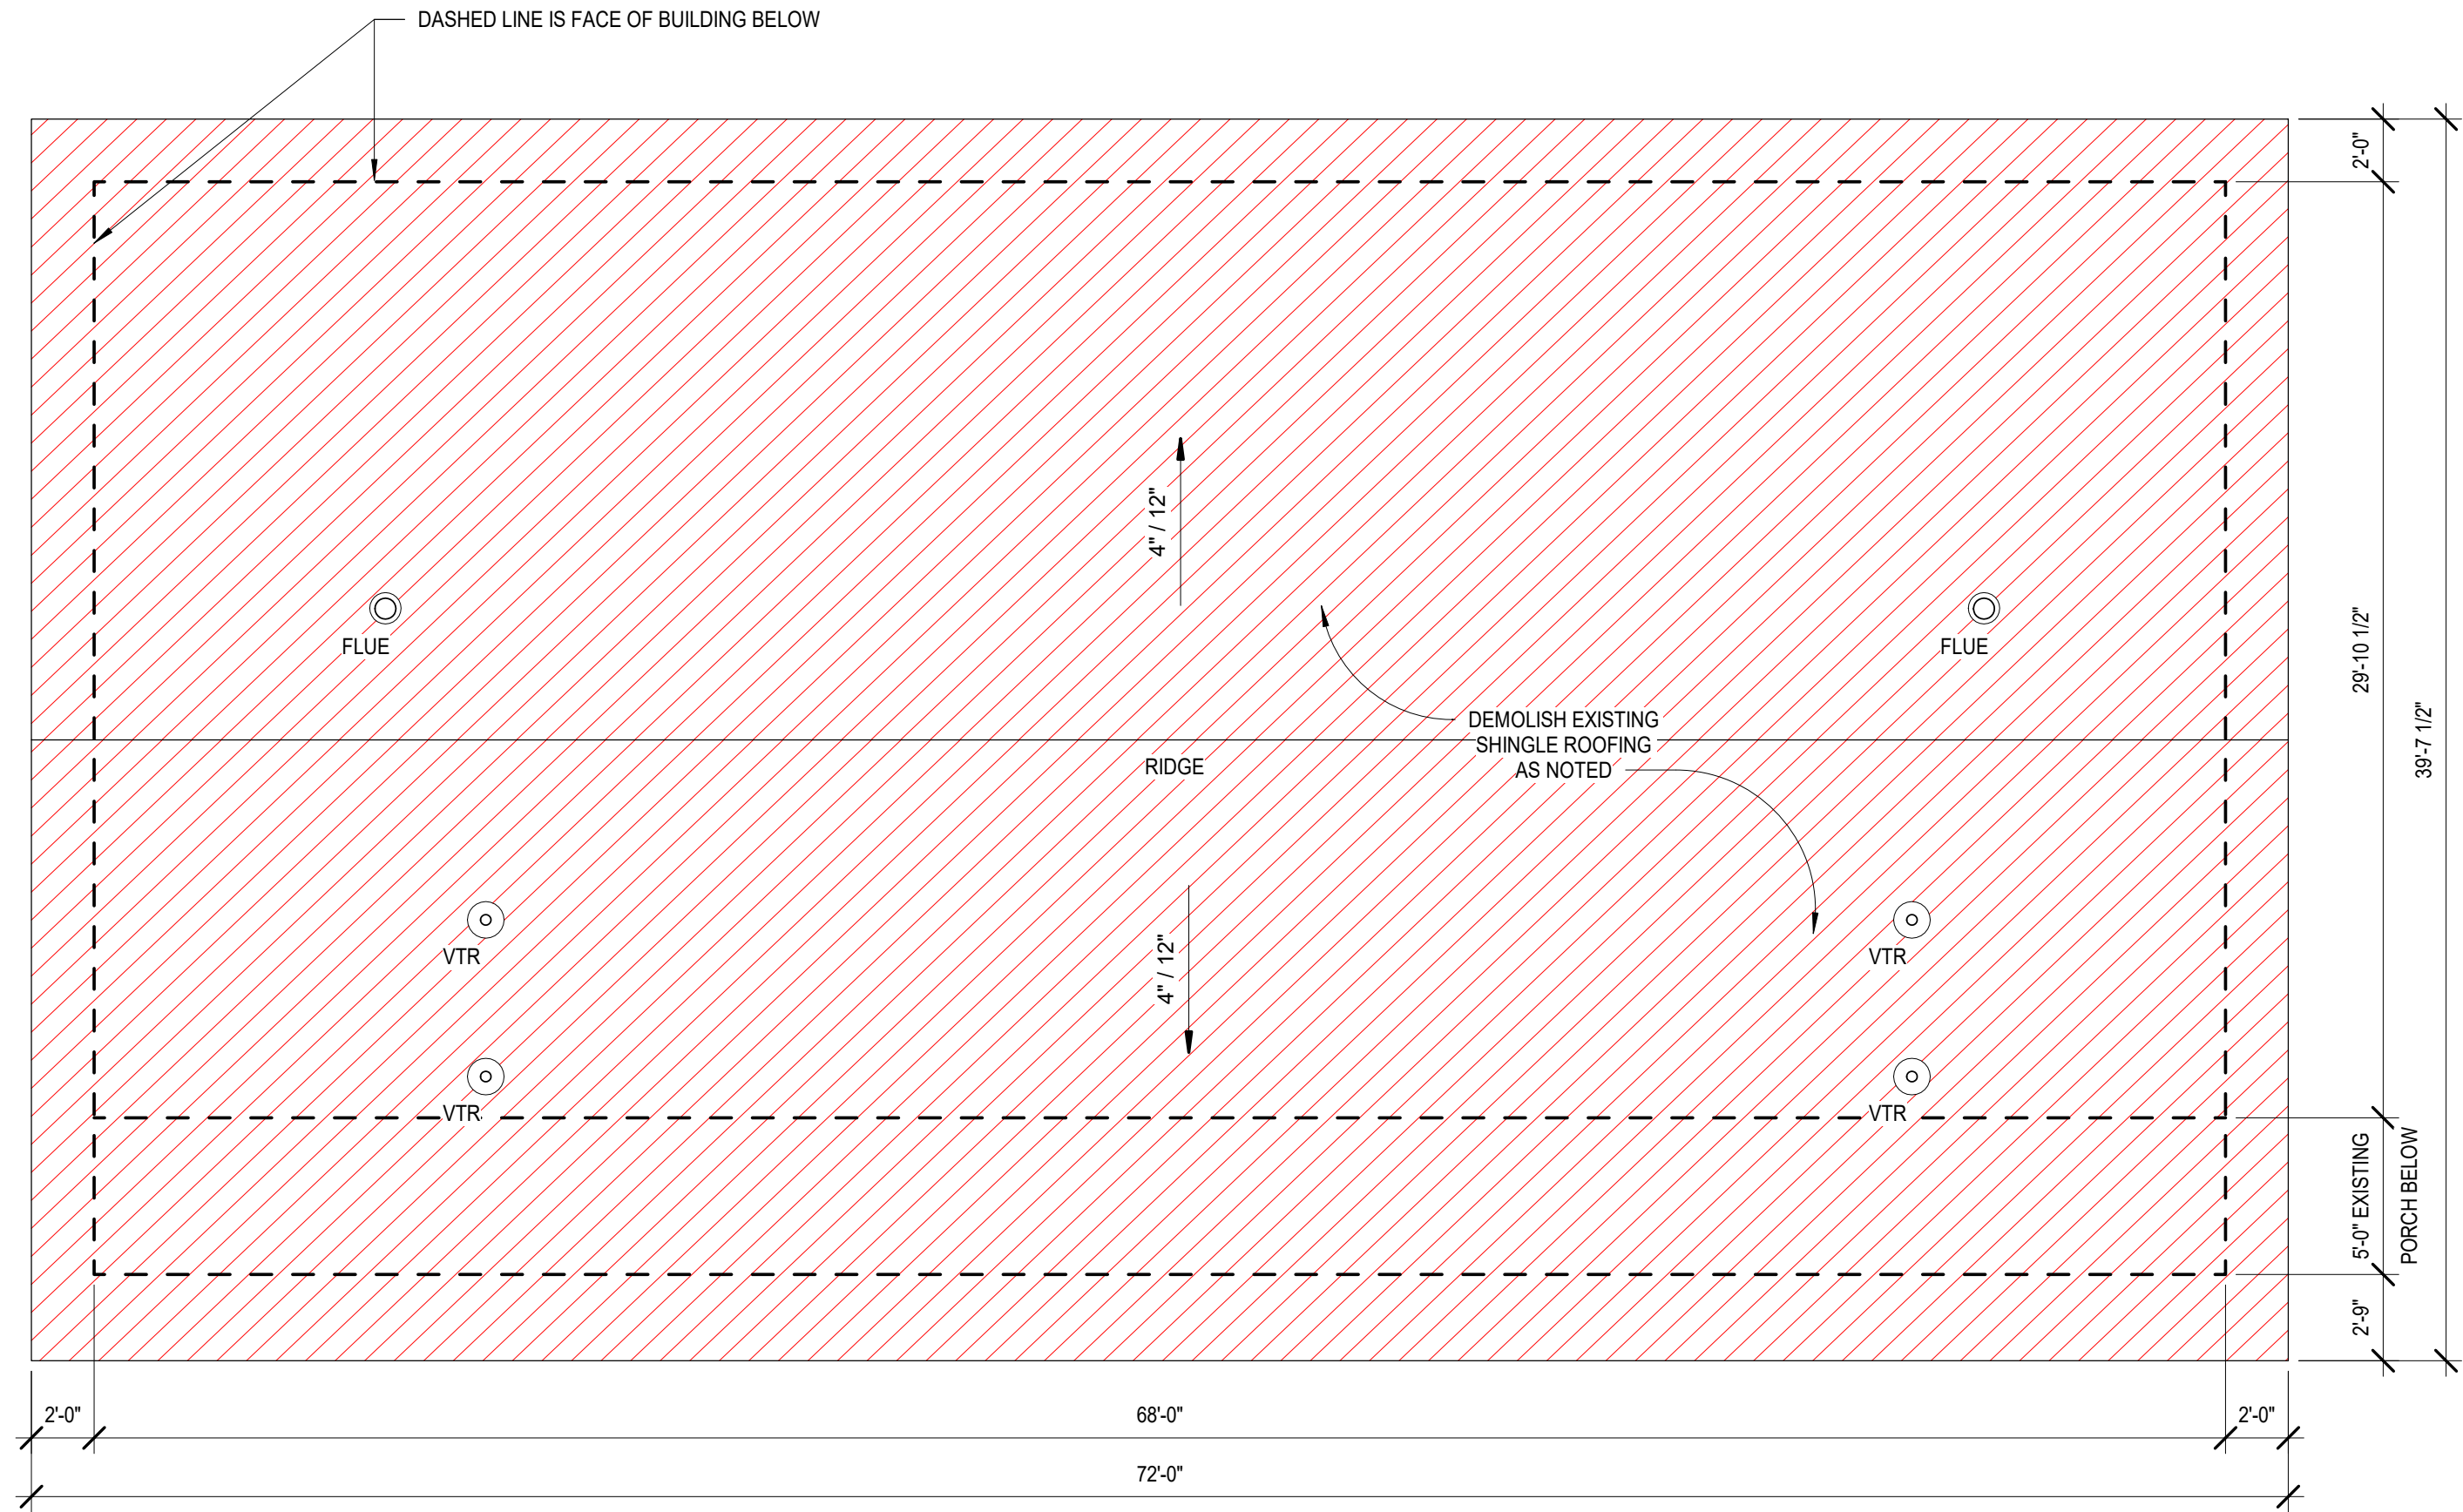 DASHED LINE IS FACE OF BUILDING BELOW
2'-0"
4" / 12"
FLUE
FLUE
29'-10 1/2"
39'-7 1/2"
DEMOLISH EXISTING
SHINGLE ROOFING
AS NOTED
RIDGE
VTR
VTR
4" / 12"
VTR
VTR
5'-0" EXISTING
PORCH BELOW
2'-9"
2'-0"
68'-0"
2'-0"
72'-0"